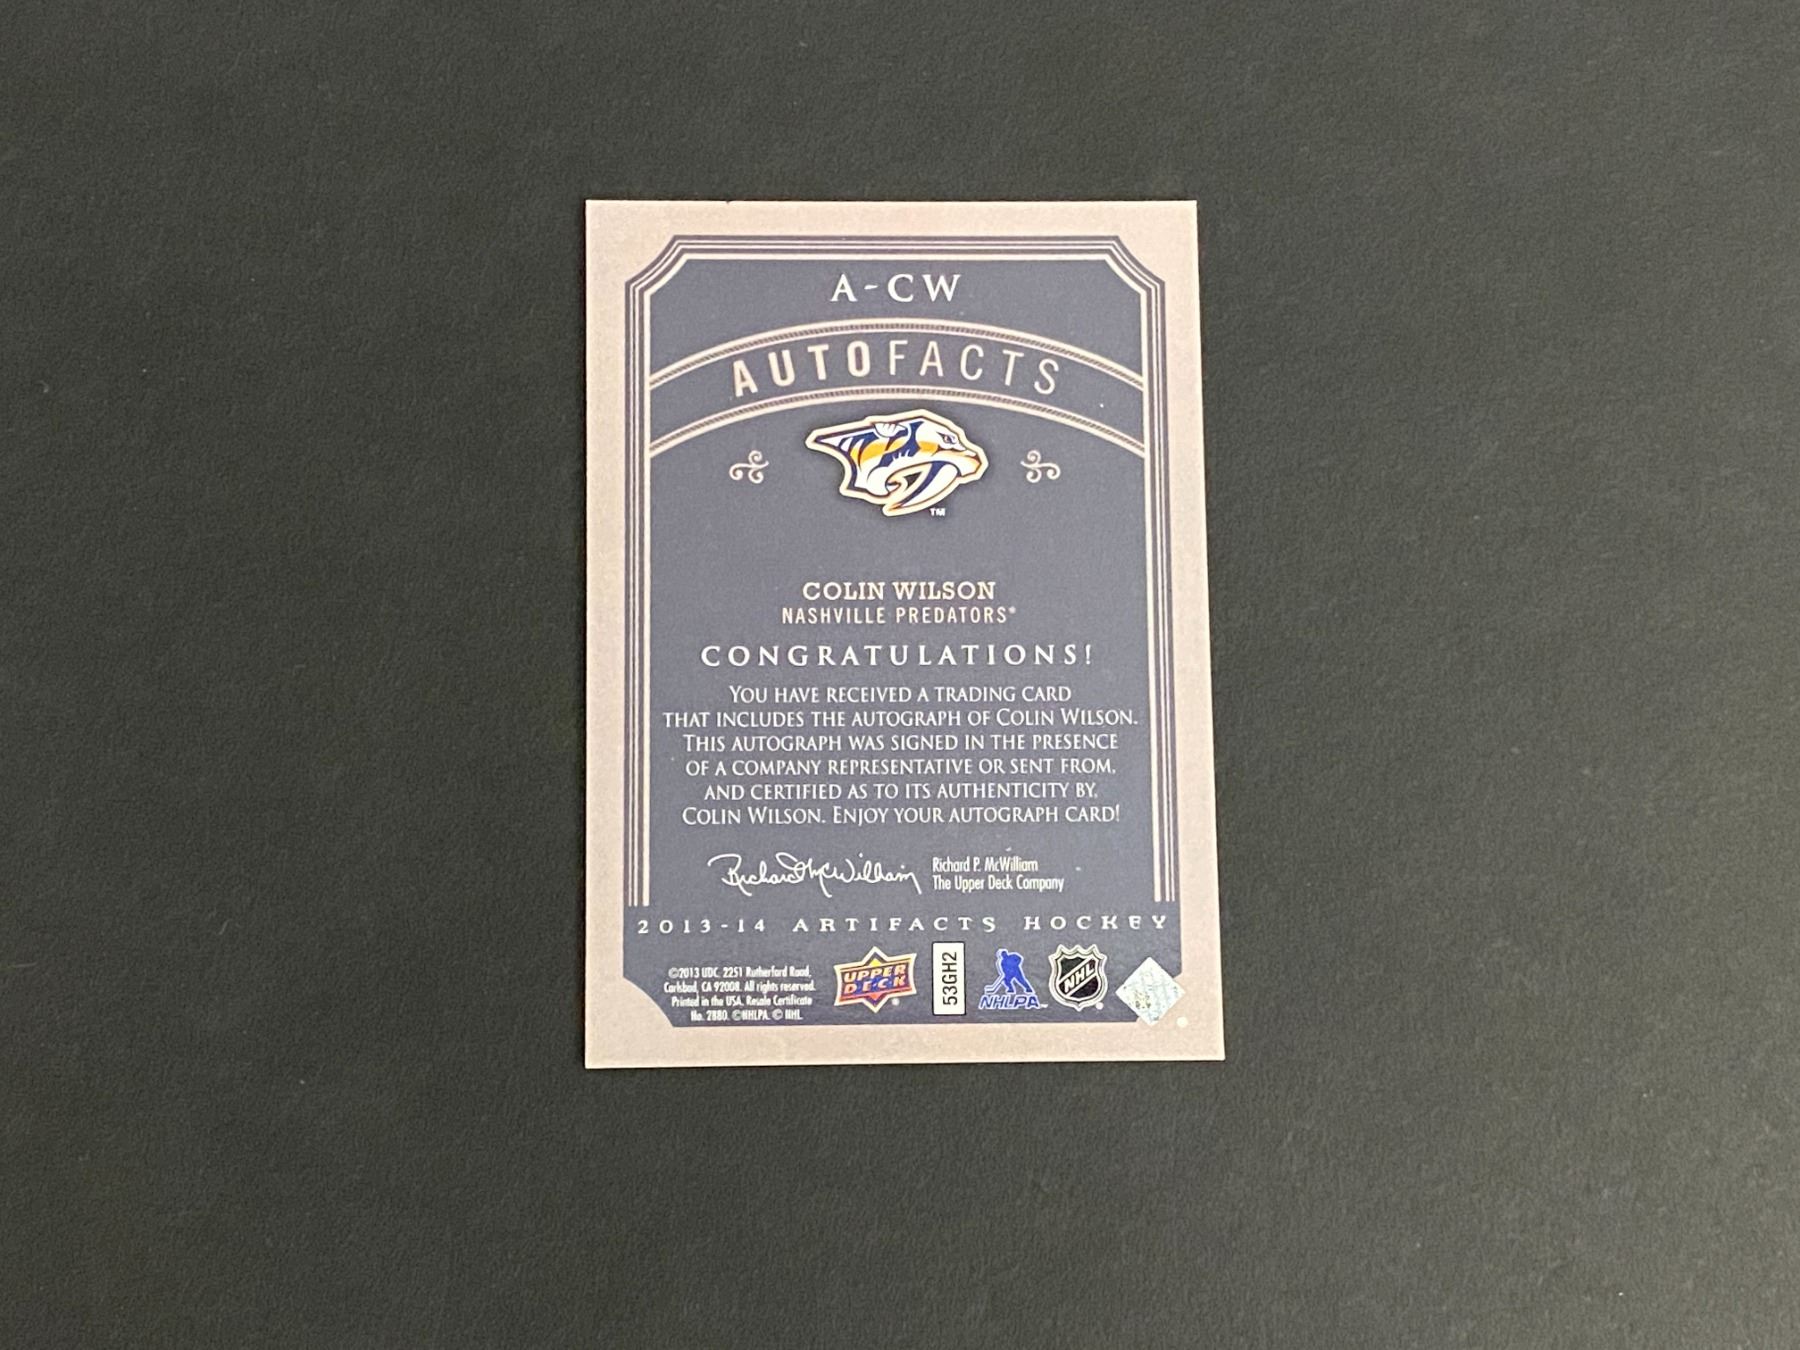 A-CW
AUTOFACTS
TM
COLIN WILSON
NASHVILLE PREDATORS®
CONGRATULATIONS!
YOU HAVE RECEIVED A TRADING CARD
THAT INCLUDES THE AUTOGRAPH OF COLIN WILSON.
THIS AUTOGRAPH WAS SIGNED IN THE PRESENCE
OF A COMPANY REPRESENTATIVE OR SENT FROM,
AND CERTIFIED AS TO ITS AUTHENTICITY BY,
COLIN WILSON. ENJOY YOUR AUTOGRAPH CARD!
Richard McWilliam
Richard P. McWilliam
The Upper Deck Company
2013-14 ARTIFACTS HOCKEY
©2013 UDC. 2251 Rutherford Road,
Carlsbad, CA 92008. All rights reserved.
Printed in the USA. Resale Certificate
No. 2880. ©NHLPA. © NHL.
UPPER
DECK
®
53GH2
NHLPA™
NHL
®